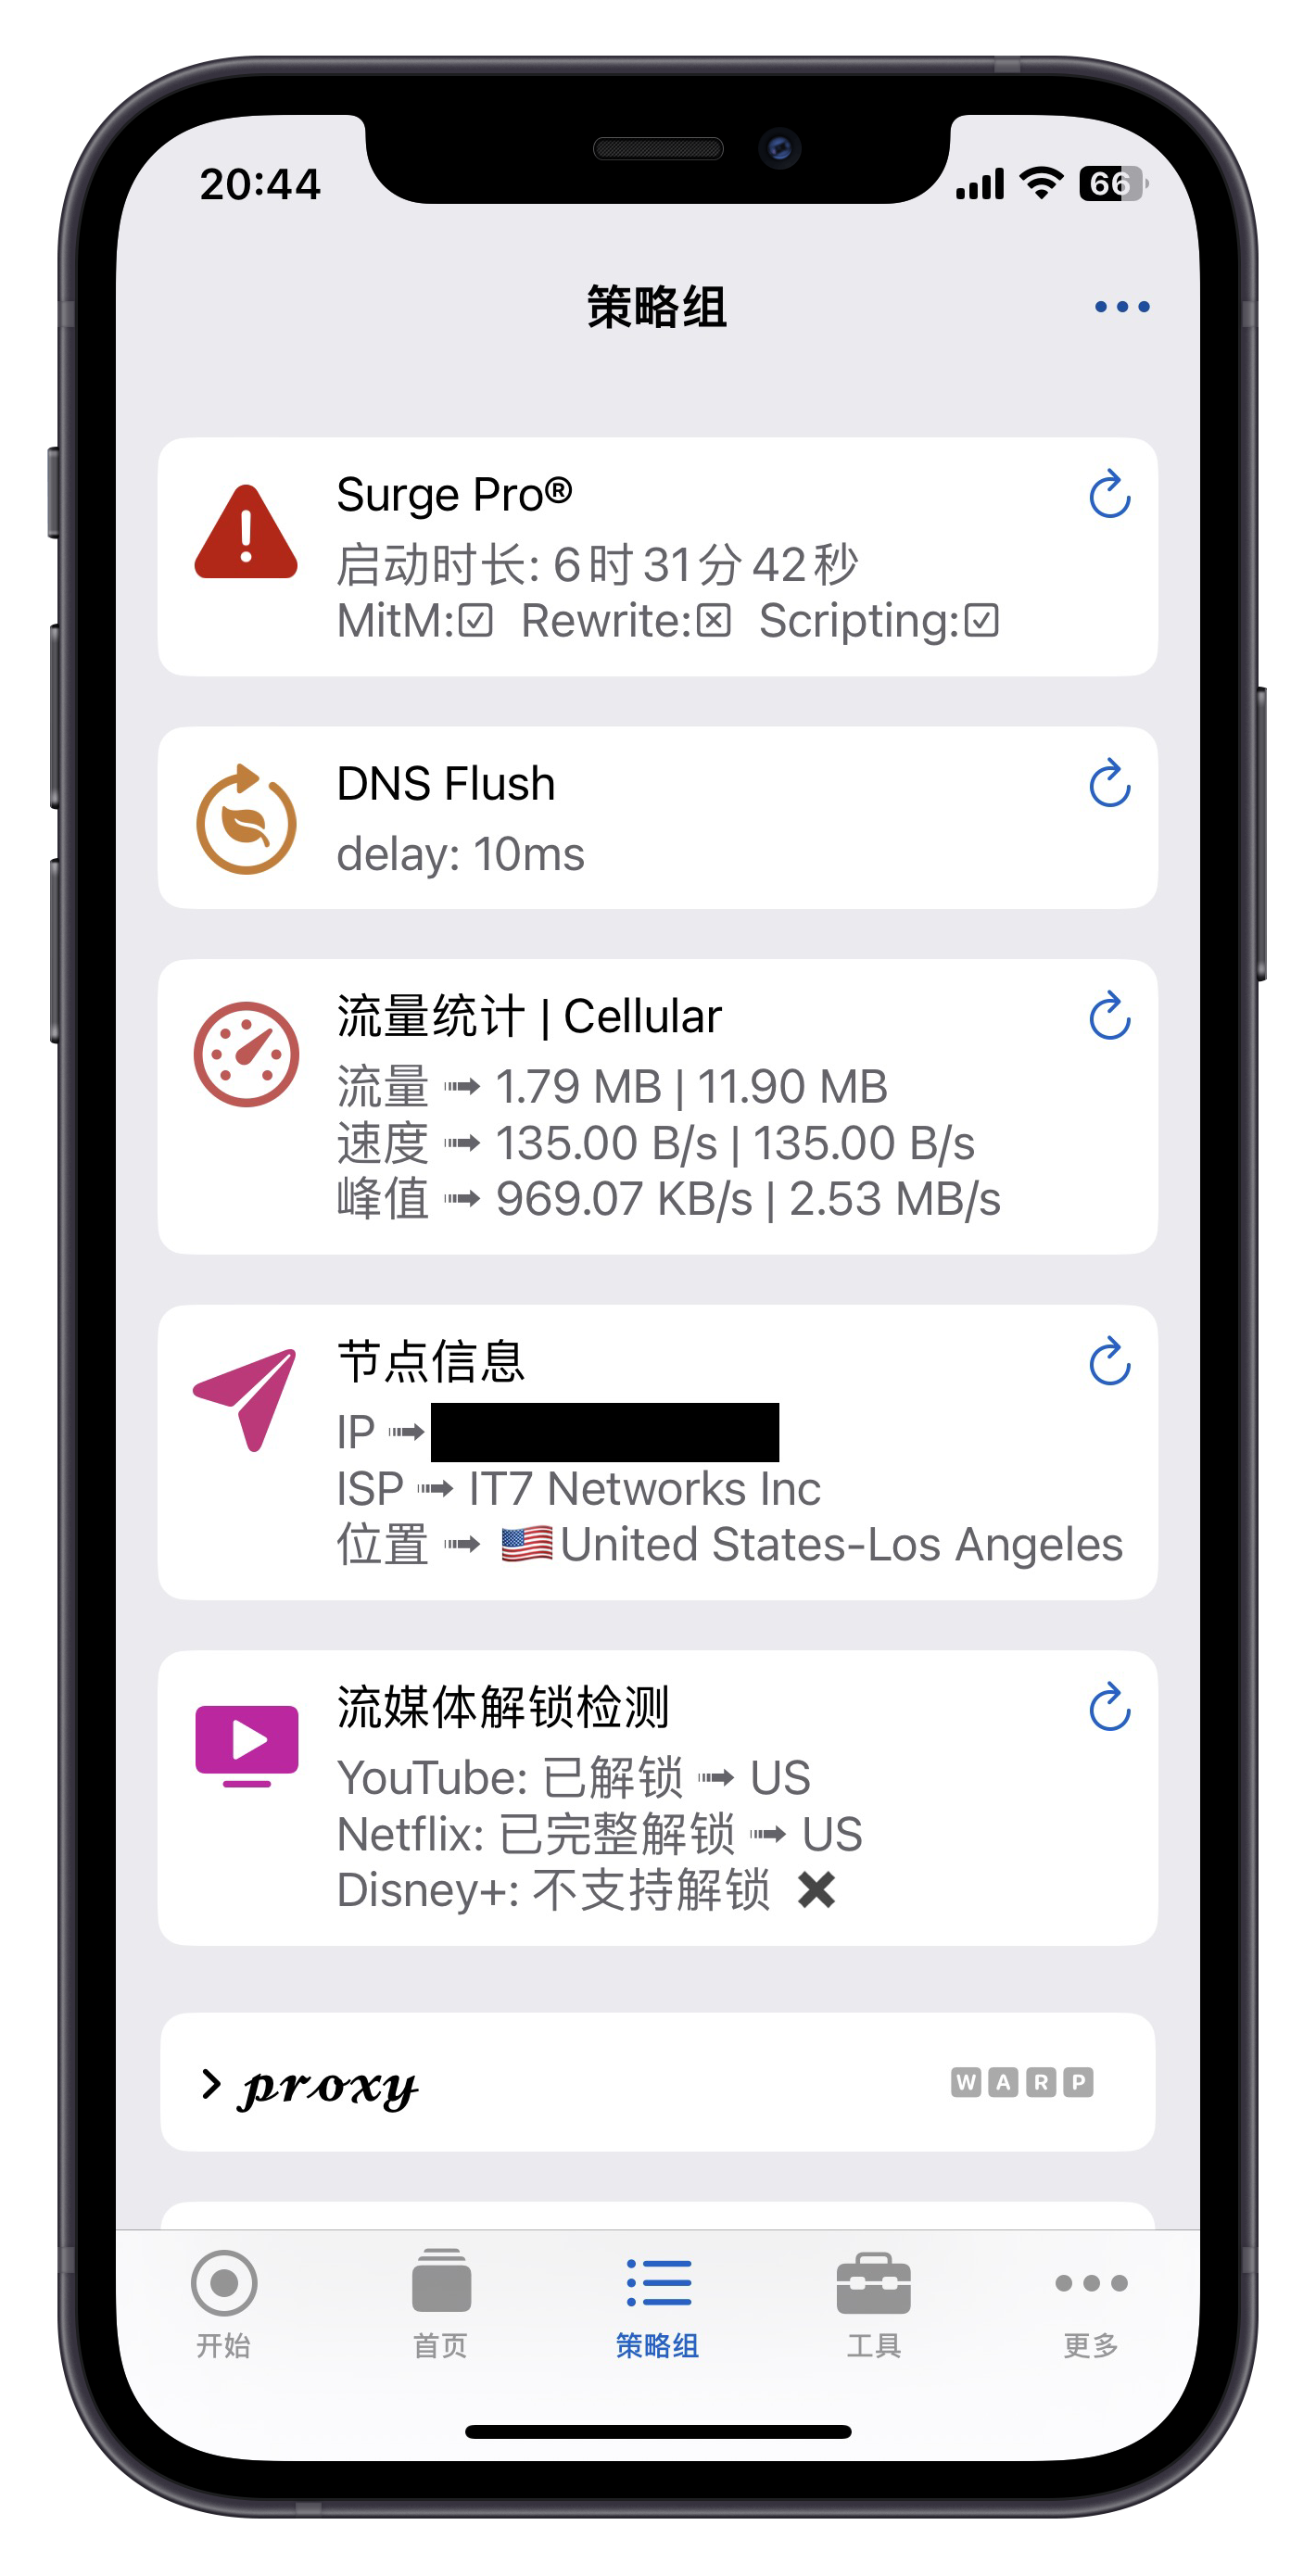 20:44
66
策略组
Surge Pro®
启动时长: 6时31分42秒
MitM:☑ Rewrite:☒ Scripting:☑
DNS Flush
delay: 10ms
流量统计 | Cellular
流量 ➟ 1.79 MB | 11.90 MB
速度 ➟ 135.00 B/s | 135.00 B/s
峰值 ➟ 969.07 KB/s | 2.53 MB/s
节点信息
IP ➟
ISP ➟ IT7 Networks Inc
位置 ➟ 🇺🇸United States-Los Angeles
流媒体解锁检测
YouTube: 已解锁 ➟ US
Netflix: 已完整解锁 ➟ US
Disney+: 不支持解锁 ✖
proxy WARP
开始 首页 策略组 工具 更多